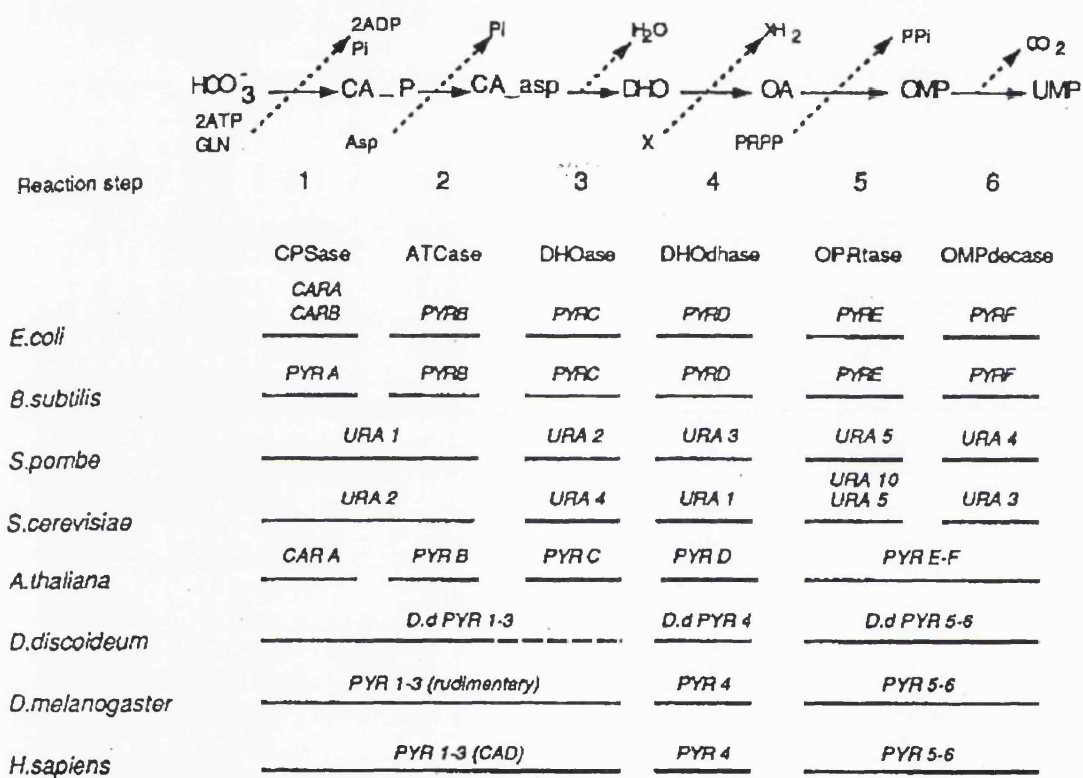 2ADP Pi H2O XH2 PPi CO2
Pi
HCO3- CA_P CA_asp DHO OA OMP UMP
2ATP
GLN Asp X PRPP
Reaction step 1 2 3 4 5 6
CPSase ATCase DHOase DHOdhase OPRtase OMPdecase
CARA
CARB PYRB PYRC PYRD PYRE PYRF
E.coli
PYR A PYRB PYRC PYRD PYRE PYRF
B.subtilis
URA 1 URA 2 URA 3 URA 5 URA 4
S.pombe
URA 10
URA 2 URA 4 URA 1 URA 5 URA 3
S.cerevisiae
CAR A PYR B PYR C PYR D PYR E-F
A.thaliana
D.d PYR 1-3 D.d PYR 4 D.d PYR 5-6
D.discoideum
PYR 1-3 (rudimentary) PYR 4 PYR 5-6
D.melanogaster
PYR 1-3 (CAD) PYR 4 PYR 5-6
H.sapiens